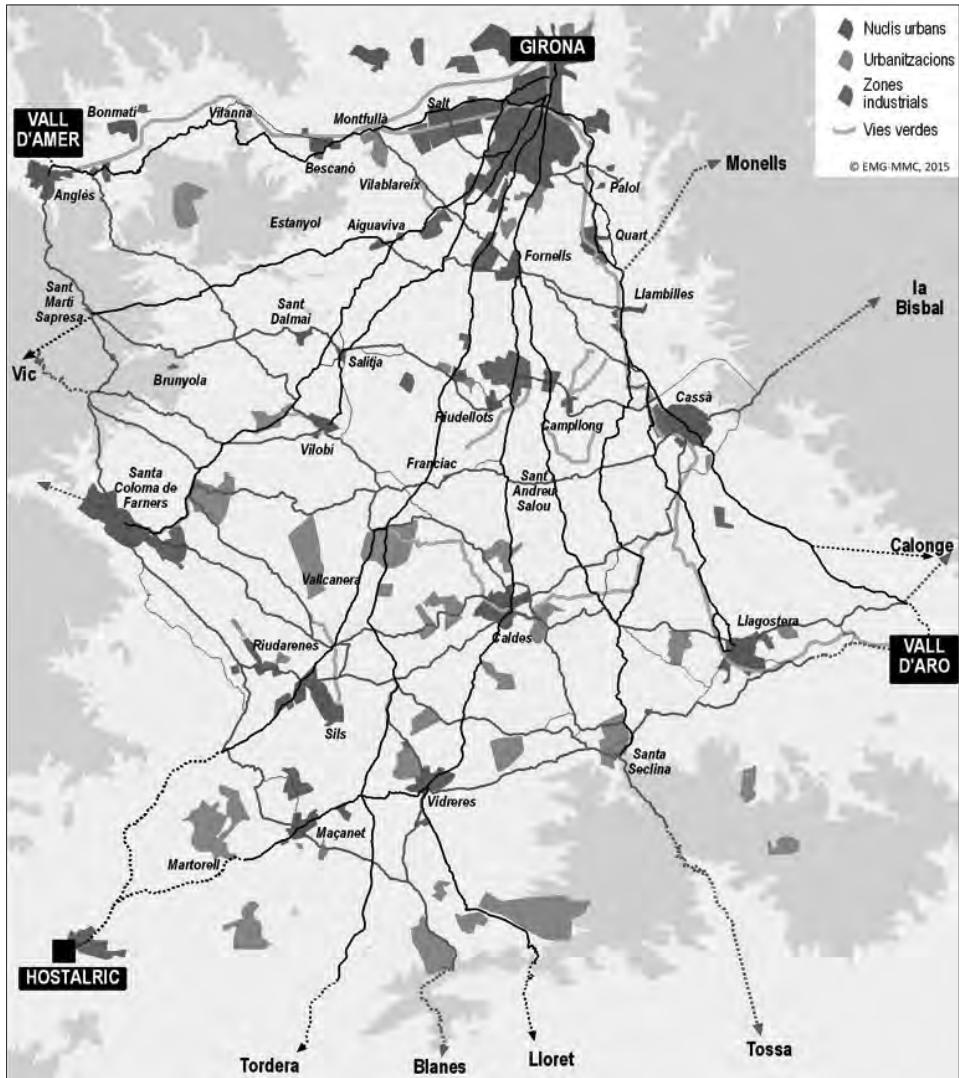 GIRONA
Nuclis urbans
Urbanitzacions
Zones
industrials
Vies verdes
© EMG-MMC, 2015
VALL
D'AMER
Bonmatí
Vilanna
Montfullà
Salt
Bescanó
Anglès
Vilablareix
Palol
Monells
Estanyol
Aiguaviva
Quart
Fornells
Sant
Martí
Sapresa
Sant
Dalmai
Llambilles
la
Bisbal
Vic
Brunyola
Salitja
Riudellots
Campllong
Cassà
Vilobí
Franciac
Santa
Coloma de
Farners
Sant
Andreu
Salou
Calonge
Vallcanera
Caldes
Llagostera
Riudarenes
VALL
D'ARO
Sils
Santa
Seclina
Vidreres
Maçanet
Martorell
HOSTALRIC
Tordera
Blanes
Lloret
Tossa